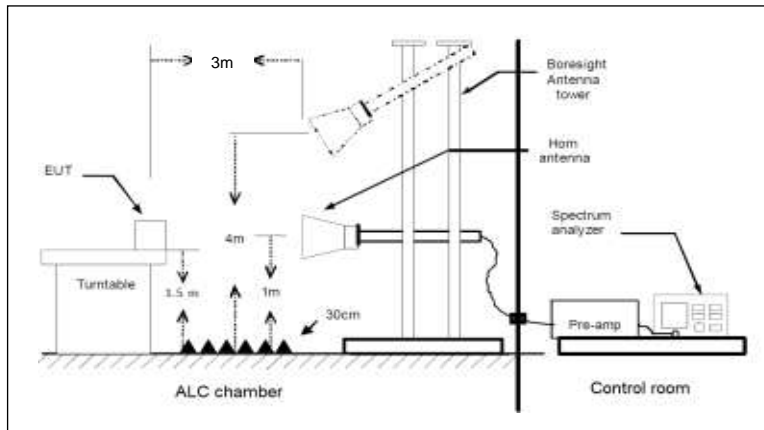 3m
Boresight
Antenna
tower
Horn
antenna
EUT
Spectrum
analyzer
4m
Turntable
1.5 m
1m
30cm
Pre-amp
ALC chamber
Control room